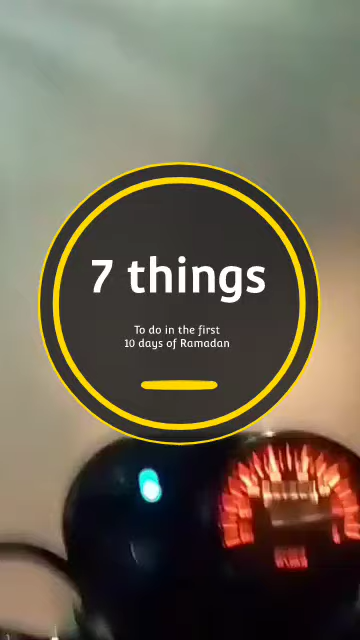 7 things
To do in the first
10 days of Ramadan